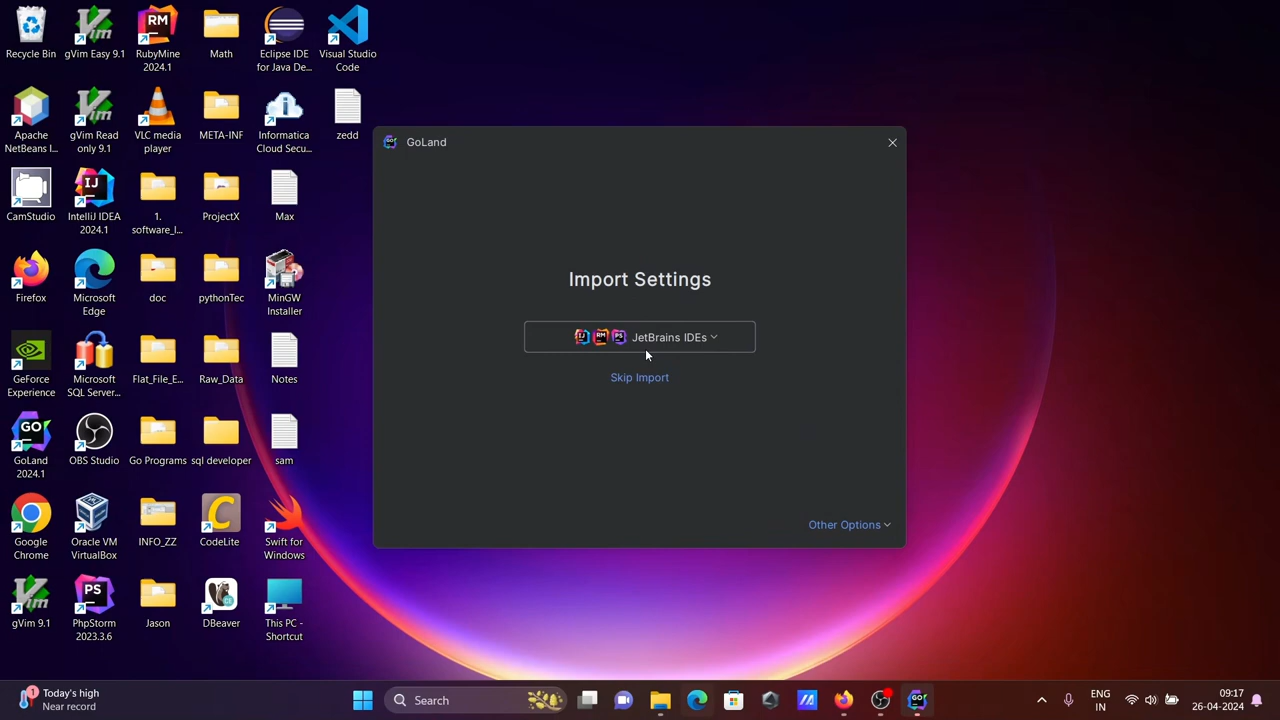 Recycle Bin
gVim Easy 9.1
RubyMine
2024.1
Math
Eclipse IDE
for Java De...
Visual Studio
Code
Apache
NetBeans I...
gVim Read
only 9.1
VLC media
player
META-INF
Informatica
Cloud Secu...
zedd
CamStudio
IntelliJ IDEA
2024.1
1.
software_I...
ProjectX
Max
Firefox
Microsoft
Edge
doc
pythonTec
MinGW
Installer
GeForce
Experience
Microsoft
SQL Server...
Flat_File_E...
Raw_Data
Notes
GoLand
2024.1
OBS Studio
Go Programs
sql developer
sam
Google
Chrome
Oracle VM
VirtualBox
INFO_ZZ
CodeLite
Swift for
Windows
gVim 9.1
PhpStorm
2023.3.6
Jason
DBeaver
This PC -
Shortcut
GoLand
Import Settings
JetBrains IDEs
Skip Import
Other Options
1
Today's high
Near record
Search
ENG
IN
09:17
26-04-2024